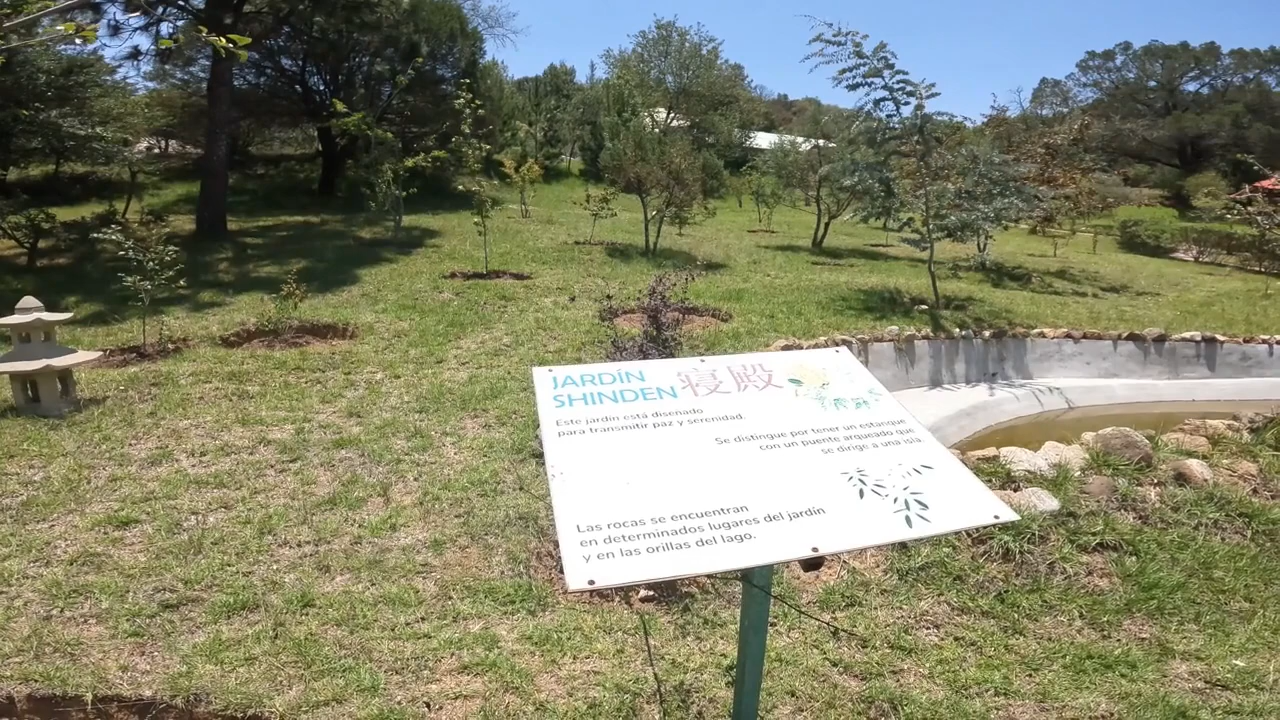 JARDÍN
SHINDEN 寝殿
Este jardín está diseñado
para transmitir paz y serenidad.
Se distingue por tener un estanque
con un puente arqueado que
se dirige a una isla.
Las rocas se encuentran
en determinados lugares del jardín
y en las orillas del lago.